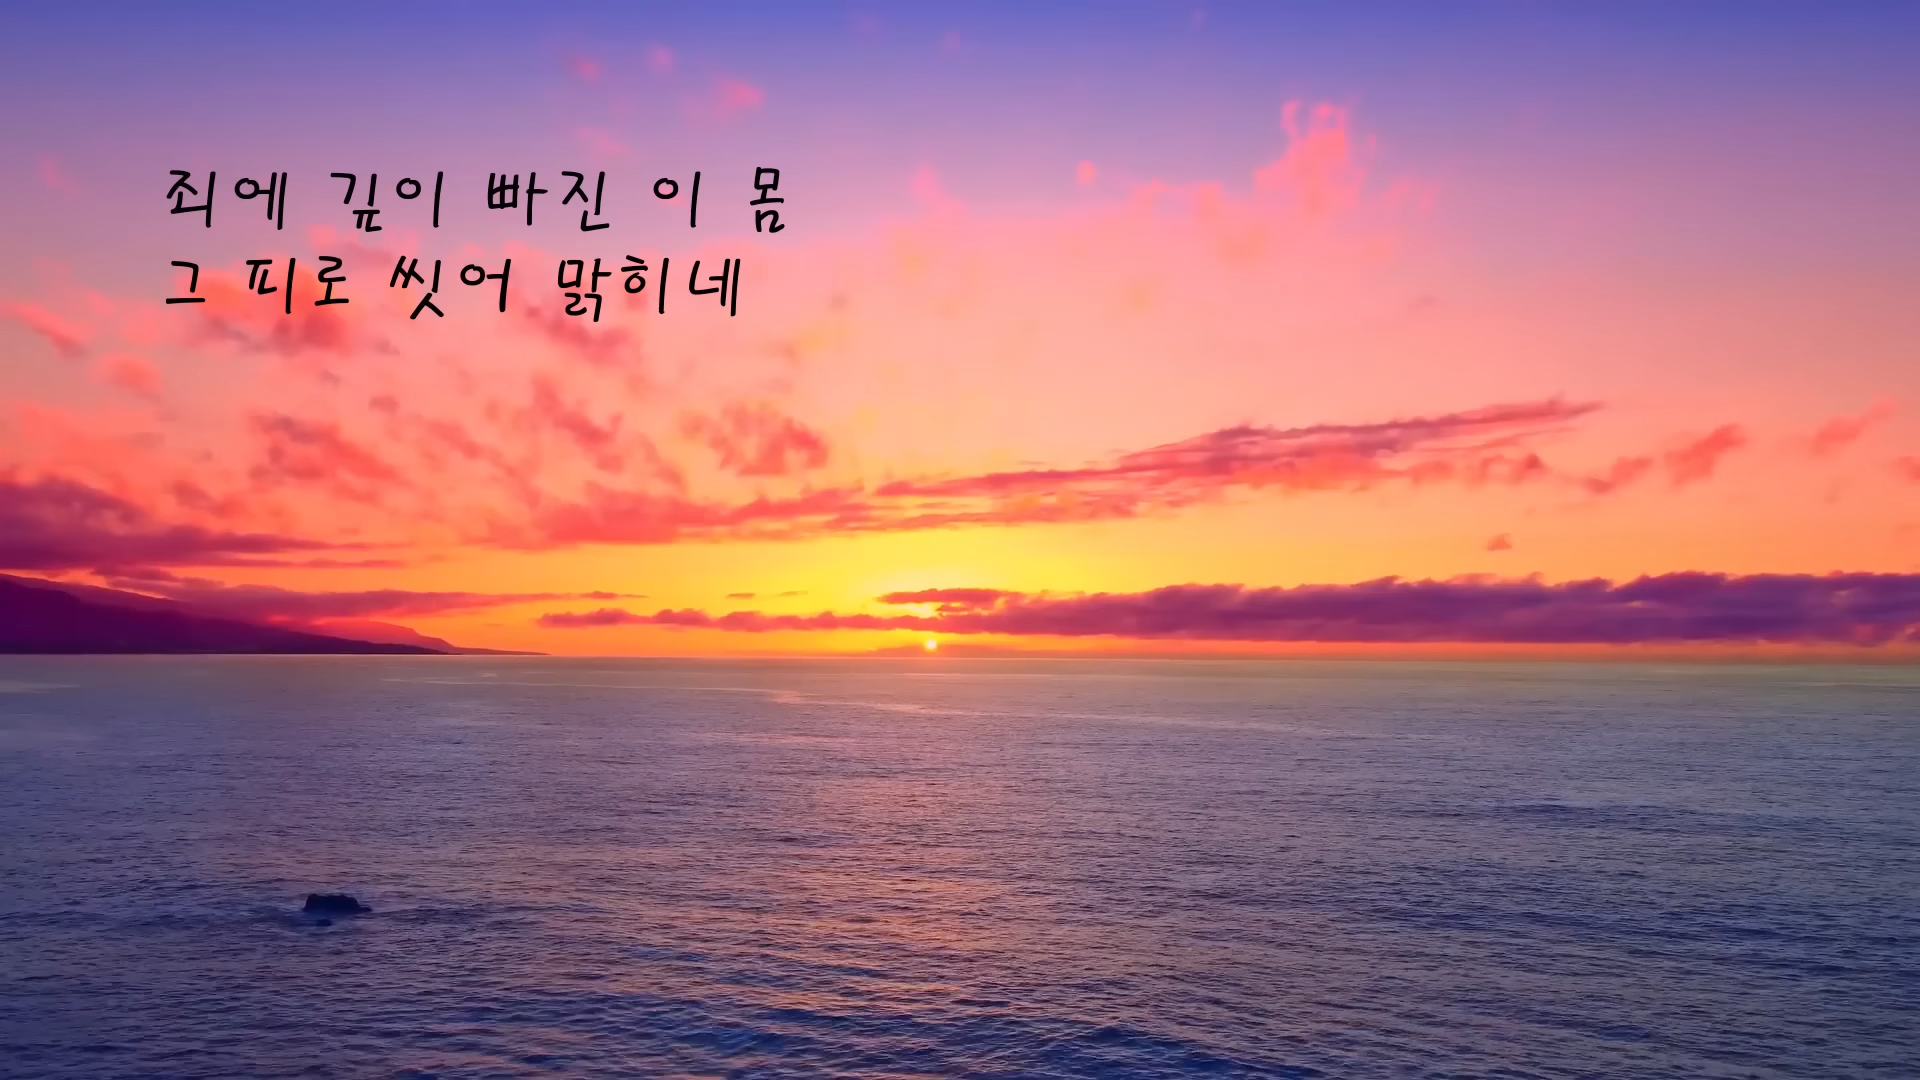 죄에 깊이 빠진 이 몸
그 피로 씻어 맑히네